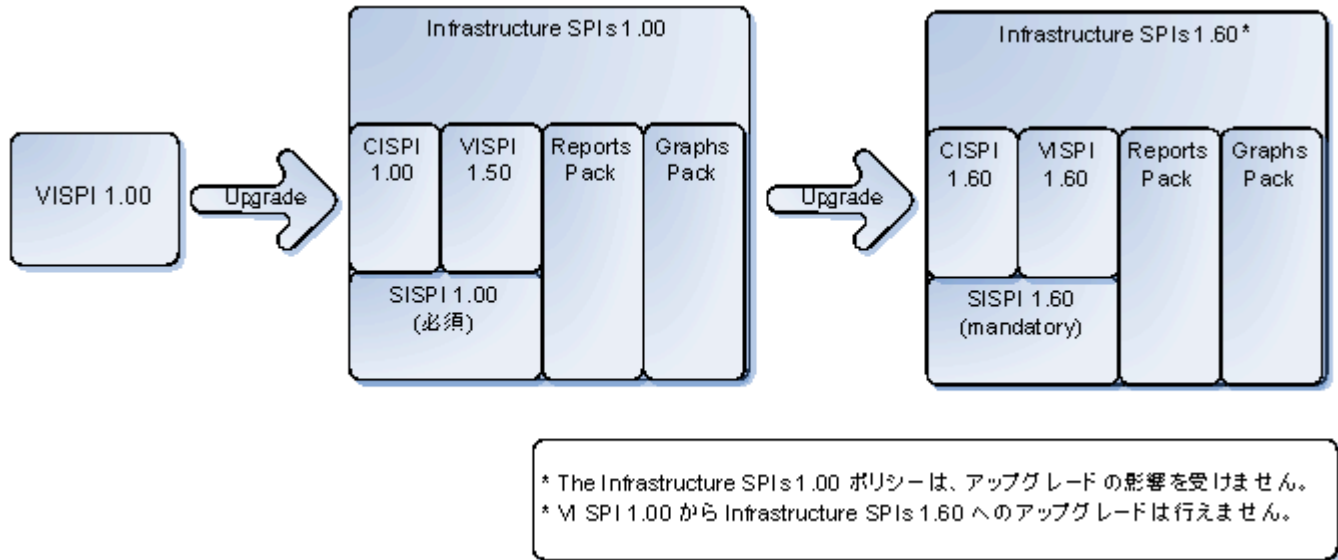 VISPI 1.00
Upgrade
Infrastructure SPIs 1.00
CISPI
1.00
VISPI
1.50
Reports
Pack
Graphs
Pack
SISPI 1.00
(必須)
Upgrade
Infrastructure SPIs 1.60*
CISPI
1.60
VISPI
1.60
Reports
Pack
Graphs
Pack
SISPI 1.60
(mandatory)
* The Infrastructure SPIs 1.00 ポリシーは、アップグレードの影響を受けません。
* VI SPI 1.00 から Infrastructure SPIs 1.60 へのアップグレードは行えません。